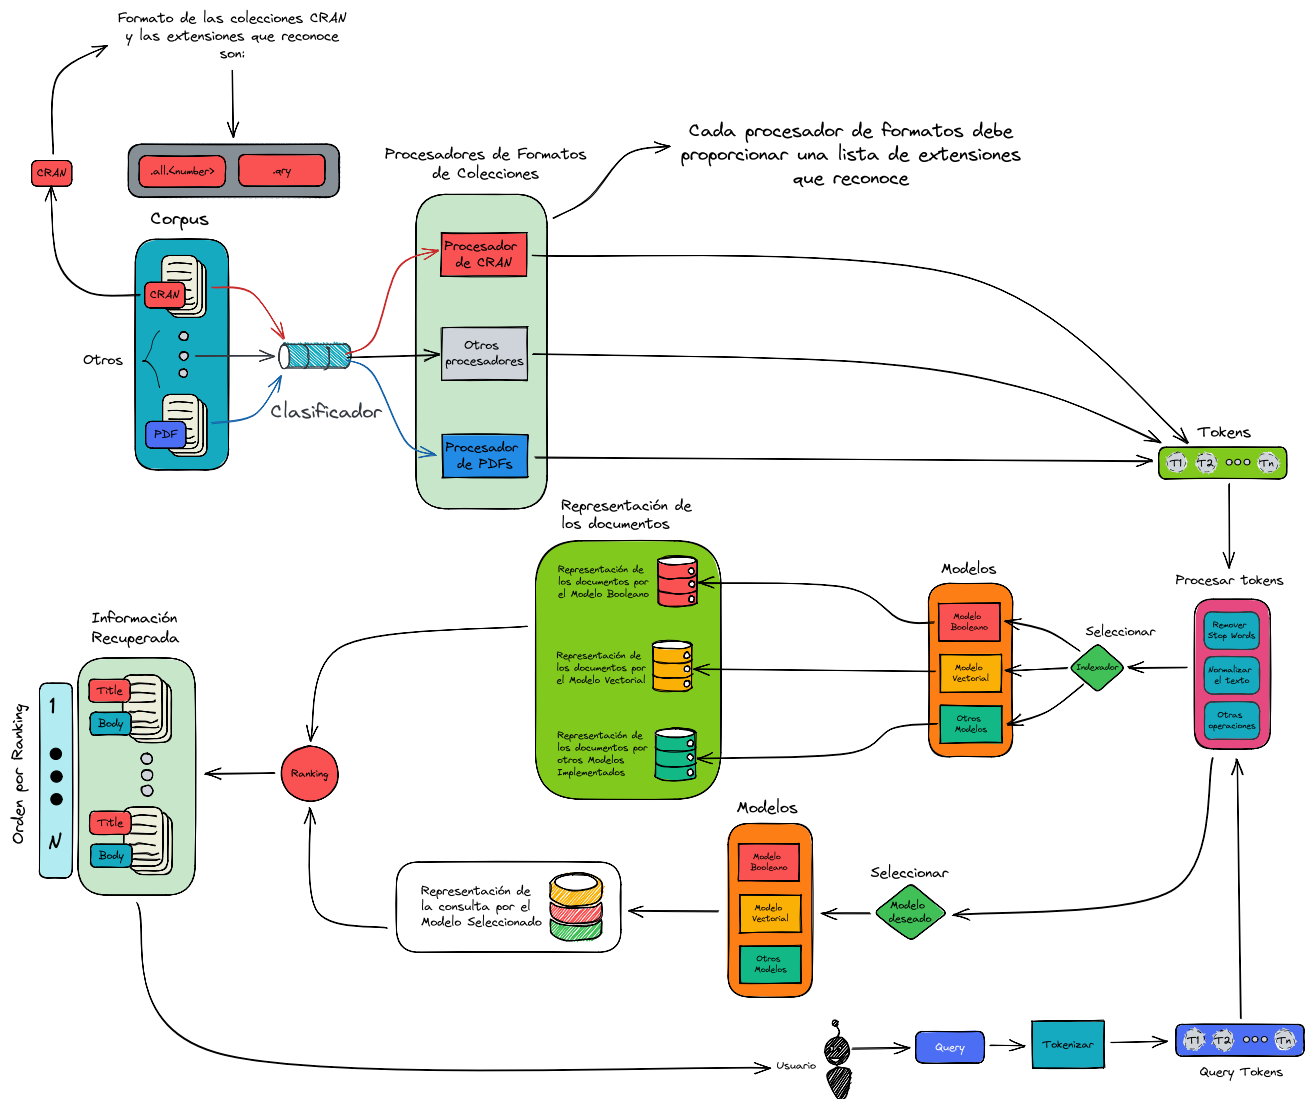 Formato de las colecciones CRAN
y las extensiones que reconoce
son:
CRAN
.all.<number>
.qry
Procesadores de Formatos
de Colecciones
Cada procesador de formatos debe
proporcionar una lista de extensiones
que reconoce
Corpus
CRAN
Otros
PDF
Clasificador
Procesador
de CRAN
Otros
procesadores
Procesador
de PDFs
Tokens
T1
T2
Tn
Procesar tokens
Remover
Stop Words
Normalizar
el texto
Otras
operaciones
Seleccionar
Indexador
Modelos
Modelo
Booleano
Modelo
Vectorial
Otros
Modelos
Representación de
los documentos
Representación de
los documentos por
el Modelo Booleano
Representación de
los documentos por
el Modelo Vectorial
Representación de
los documentos por
otros Modelos
Implementados
Información
Recuperada
Title
Body
Title
Body
Orden por Ranking
1
N
Ranking
Representación de
la consulta por el
Modelo Seleccionado
Modelos
Modelo
Booleano
Modelo
Vectorial
Otros
Modelos
Seleccionar
Modelo
deseado
Usuario
Query
Tokenizar
T1
T2
Tn
Query Tokens